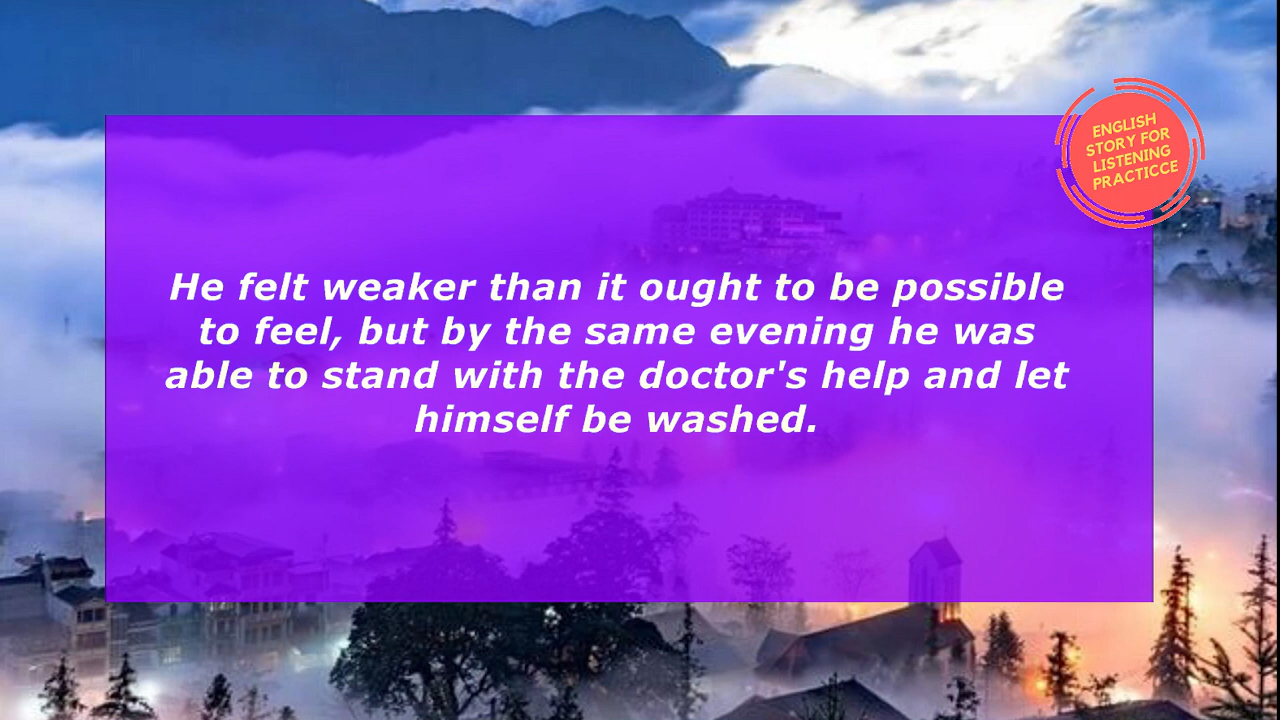 ENGLISH
STORY FOR
LISTENING
PRACTICCE
He felt weaker than it ought to be possible
to feel, but by the same evening he was
able to stand with the doctor's help and let
himself be washed.